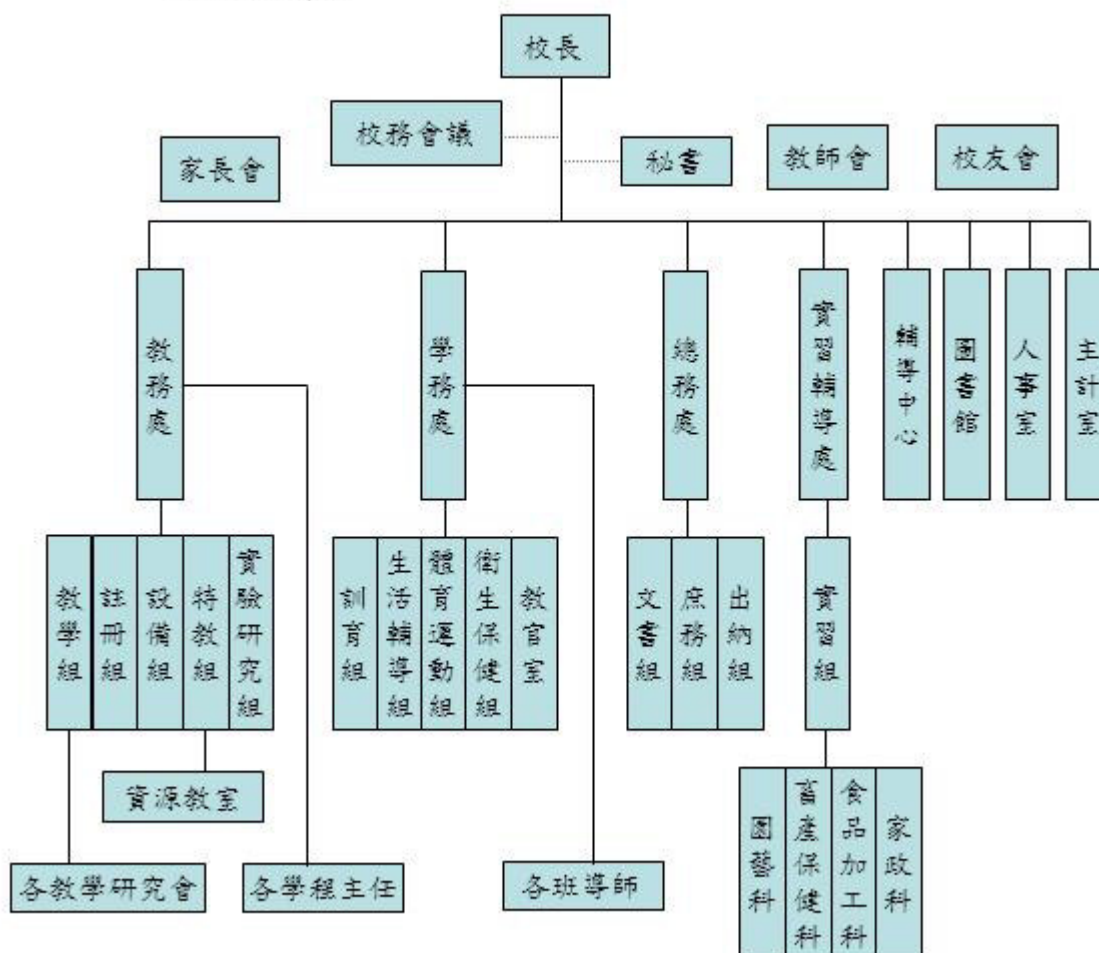 校長
校務會議
家長會
秘書
教師會
校友會
教務處
學務處
總務處
實習輔導處
輔導中心
圖書館
人事室
主計室
教學組
註冊組
設備組
特教組
實驗研究組
訓育組
生活輔導組
體育運動組
衛生保健組
教官室
文書組
庶務組
出納組
實習組
資源教室
各教學研究會
各學程主任
各班導師
園藝科
畜產保健科
食品加工科
家政科